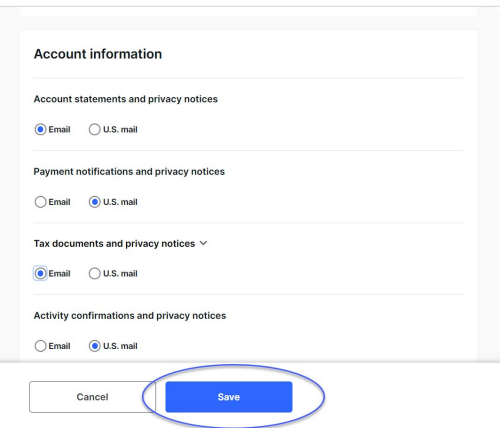 Account information
Account statements and privacy notices
Email U.S. mail
Payment notifications and privacy notices
Email U.S. mail
Tax documents and privacy notices
Email U.S. mail
Activity confirmations and privacy notices
Email U.S. mail
Cancel Save